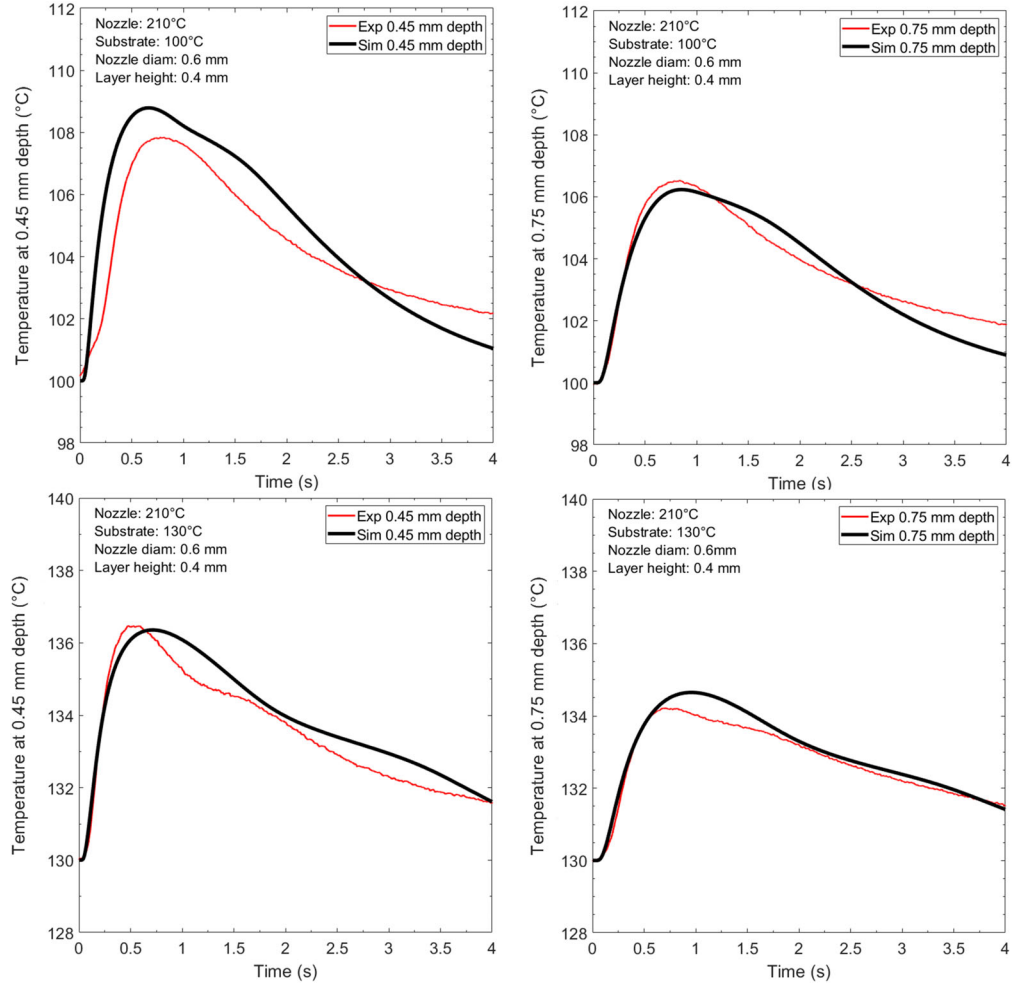 112
110
108
106
104
102
100
98
Temperature at 0.45 mm depth (°C)
Nozzle: 210°C
Substrate: 100°C
Nozzle diam: 0.6 mm
Layer height: 0.4 mm
Exp 0.45 mm depth
Sim 0.45 mm depth
0 0.5 1 1.5 2 2.5 3 3.5 4
Time (s)
112
110
108
106
104
102
100
98
Temperature at 0.75 mm depth (°C)
Nozzle: 210°C
Substrate: 100°C
Nozzle diam: 0.6 mm
Layer height: 0.4 mm
Exp 0.75 mm depth
Sim 0.75 mm depth
0 0.5 1 1.5 2 2.5 3 3.5 4
Time (s)
140
138
136
134
132
130
128
Temperature at 0.45 mm depth (°C)
Nozzle: 210°C
Substrate: 130°C
Nozzle diam: 0.6 mm
Layer height: 0.4 mm
Exp 0.45 mm depth
Sim 0.45 mm depth
0 0.5 1 1.5 2 2.5 3 3.5 4
Time (s)
140
138
136
134
132
130
128
Temperature at 0.75 mm depth (°C)
Nozzle: 210°C
Substrate: 130°C
Nozzle diam: 0.6mm
Layer height: 0.4 mm
Exp 0.75 mm depth
Sim 0.75 mm depth
0 0.5 1 1.5 2 2.5 3 3.5 4
Time (s)